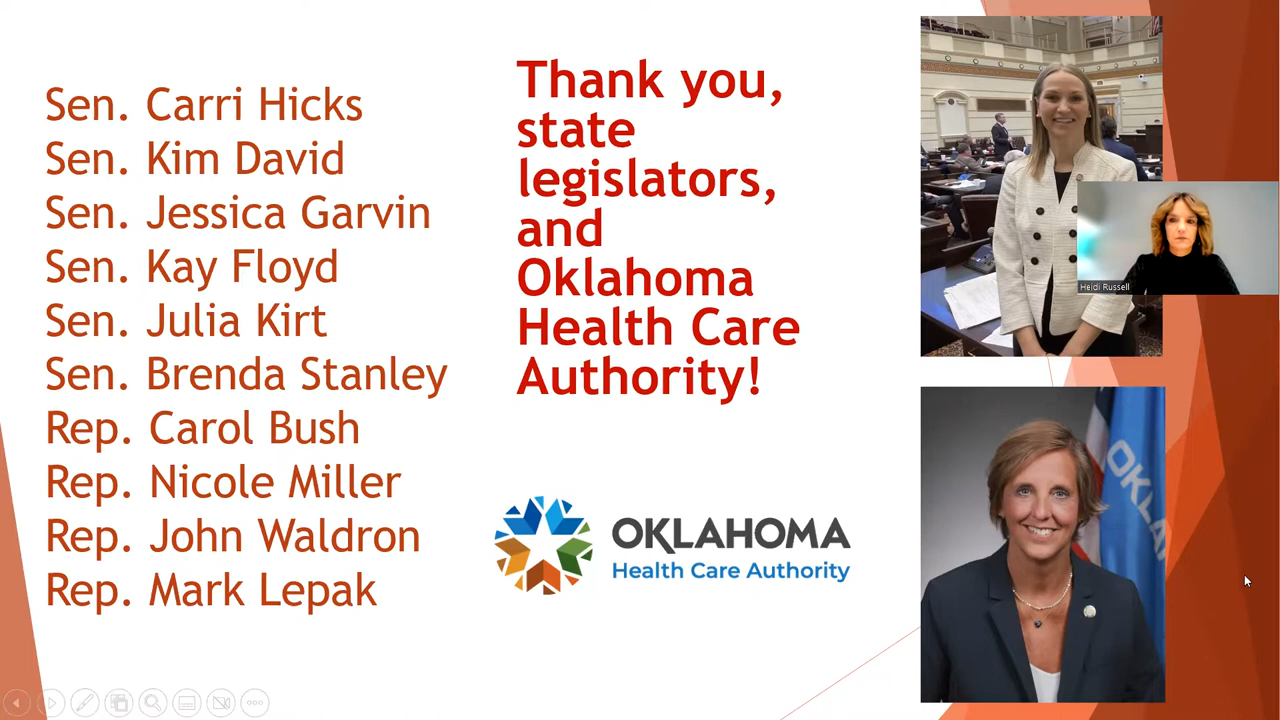 Sen. Carri Hicks
Sen. Kim David
Sen. Jessica Garvin
Sen. Kay Floyd
Sen. Julia Kirt
Sen. Brenda Stanley
Rep. Carol Bush
Rep. Nicole Miller
Rep. John Waldron
Rep. Mark Lepak
Thank you,
state
legislators,
and
Oklahoma
Health Care
Authority!
OKLAHOMA
Health Care Authority
Heidi Russell
OKLA